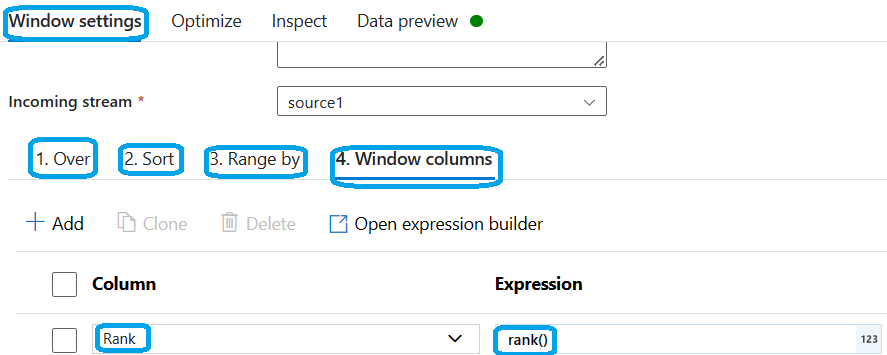 Window settings Optimize Inspect Data preview
Incoming stream * source1
1. Over 2. Sort 3. Range by 4. Window columns
+ Add Clone Delete Open expression builder
Column Expression
Rank rank() 123